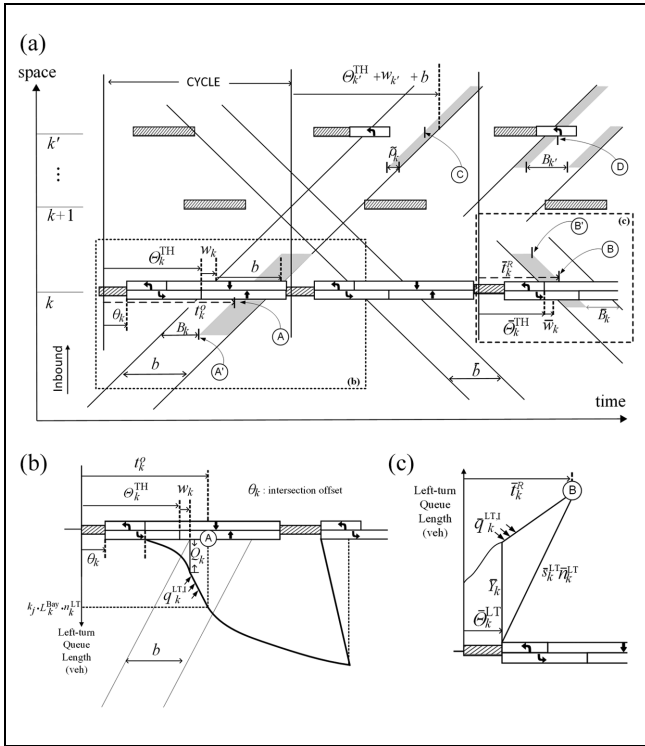 (a)
space
CYCLE
Θ_{k'}^{TH} + w_{k'} + b
k'
⋮
k+1
k
ρ̃_k
C
B_{k'}
D
(c)
Θ_k^{TH}
w_k
b
t_k^o
θ_k
B_k
A
A'
b
(b)
b̄
B'
B
t̄_k^R
Θ̄_k^{TH}
w̄_k
B̄_k
Inbound
time
(b)
t_k^o
Θ_k^{TH}
w_k
θ_k : intersection offset
θ_k
A
Q_k
q_k^{LT,I}
k_j·L_k^{Bay}·n_k^{LT}
Left-turn
Queue
Length
(veh)
b
(c)
t̄_k^R
Left-turn
Queue
Length
(veh)
B
q̄_k^{LT,I}
Ȳ_k
s̄_k^{LT} n̄_k^{LT}
Θ̄_k^{LT}